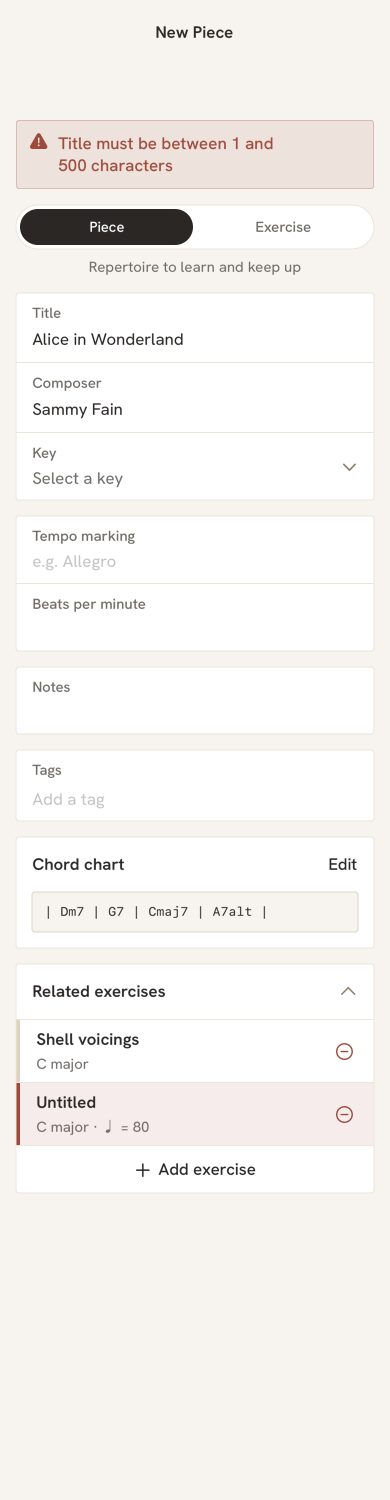 New Piece
Title must be between 1 and
500 characters
Piece
Exercise
Repertoire to learn and keep up
Title
Alice in Wonderland
Composer
Sammy Fain
Key
Select a key
Tempo marking
e.g. Allegro
Beats per minute
Notes
Tags
Add a tag
Chord chart
Edit
| Dm7 | G7 | Cmaj7 | A7alt |
Related exercises
Shell voicings
C major
Untitled
C major · ♩ = 80
Add exercise